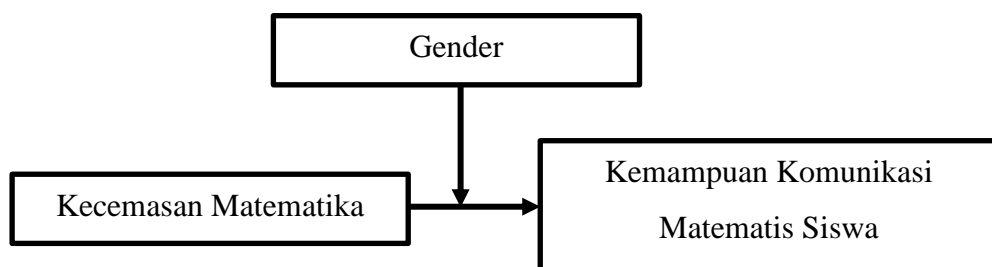 Gender
Kecemasan Matematika
Kemampuan Komunikasi
Matematis Siswa